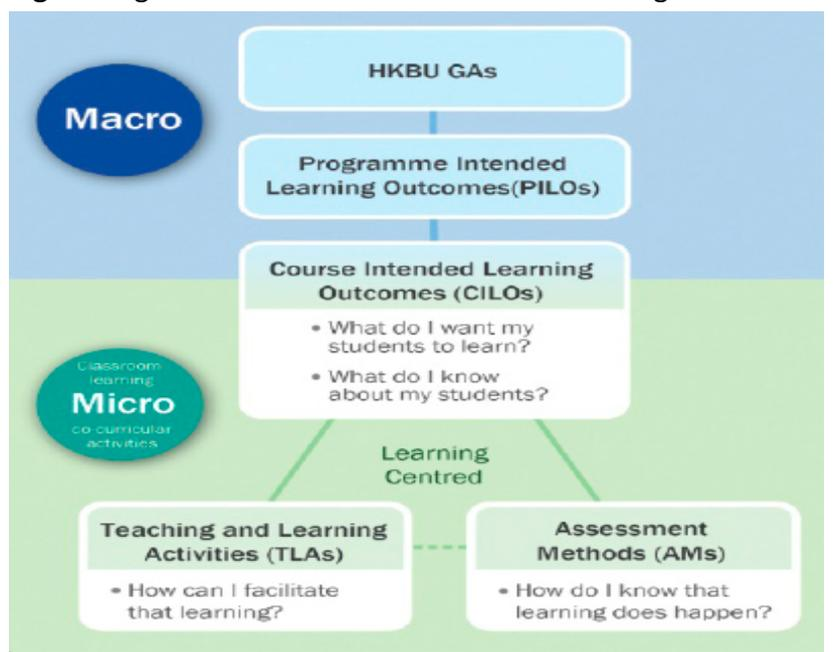 HKBU GAs
Macro
Programme Intended
Learning Outcomes(PILOs)
Course Intended Learning
Outcomes (CILOs)
• What do I want my
students to learn?
• What do I know
about my students?
Classroom
learning
Micro
co-curricular
activities
Learning
Centred
Teaching and Learning
Activities (TLAs)
• How can I facilitate
that learning?
Assessment
Methods (AMs)
• How do I know that
learning does happen?